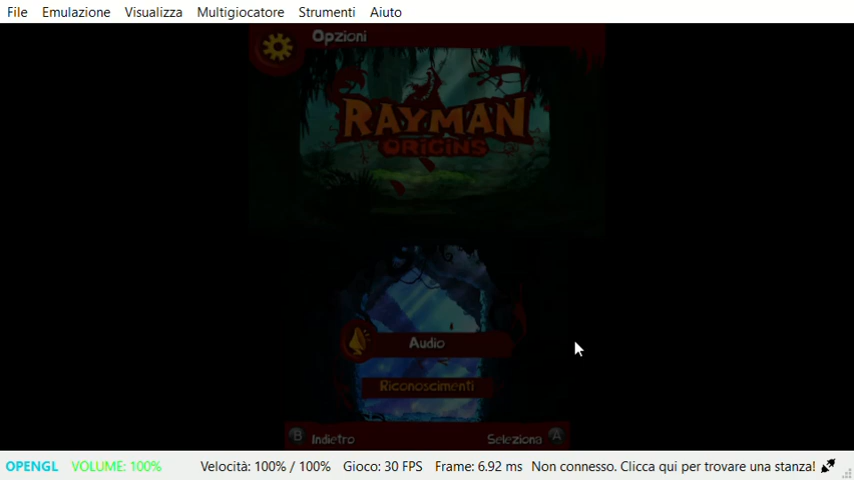 File Emulazione Visualizza Multigiocatore Strumenti Aiuto
Opzioni
RAYMAN
ORIGINS
Audio
Riconoscimenti
B Indietro Seleziona A
OPENGL VOLUME: 100% Velocità: 100% / 100% Gioco: 30 FPS Frame: 6.92 ms Non connesso. Clicca qui per trovare una stanza!